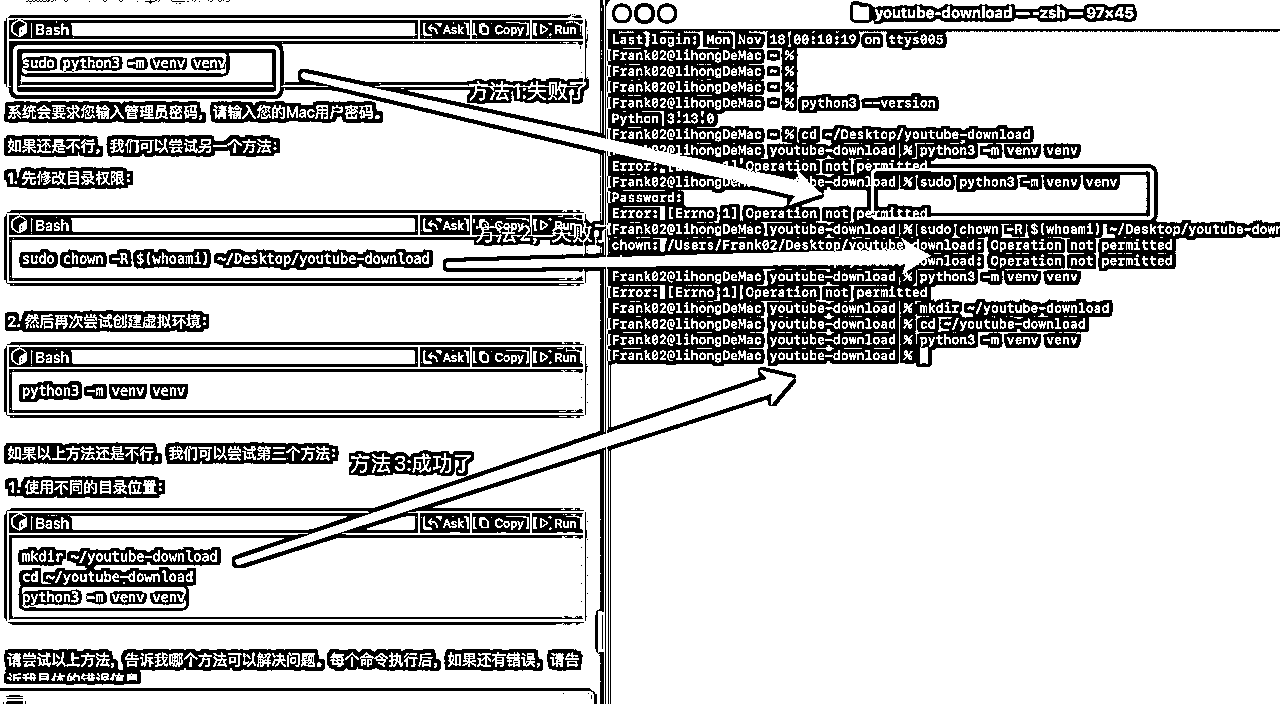 Bash
Ask Copy Run
sudo python3 -m venv venv
方法1:失败了
系统会要求您输入管理员密码，请输入您的Mac用户密码。
如果还是不行，我们可以尝试另一个方法：
1. 先修改目录权限：
Bash
Ask Copy Run
方法2，失败了
sudo chown -R $(whoami) ~/Desktop/youtube-download
2. 然后再次尝试创建虚拟环境：
Bash
Ask Copy Run
python3 -m venv venv
如果以上方法还是不行，我们可以尝试第三个方法：
方法3:成功了
1. 使用不同的目录位置：
Bash
Ask Copy Run
mkdir ~/youtube-download
cd ~/youtube-download
python3 -m venv venv
请尝试以上方法，告诉我哪个方法可以解决问题。每个命令执行后，如果还有错误，请告
诉我具体的错误信息
youtube-download — -zsh — 97×45
Last login: Mon Nov 18 00:10:19 on ttys005
Frank02@lihongDeMac ~ %
Frank02@lihongDeMac ~ %
Frank02@lihongDeMac ~ %
Frank02@lihongDeMac ~ % python3 --version
Python 3.13.0
Frank02@lihongDeMac ~ % cd ~/Desktop/youtube-download
Frank02@lihongDeMac youtube-download % python3 -m venv venv
Error: [Errno 1] Operation not permitted
Frank02@lihongDeMac youtube-download % sudo python3 -m venv venv
Password:
Error: [Errno 1] Operation not permitted
Frank02@lihongDeMac youtube-download % sudo chown -R $(whoami) ~/Desktop/youtube-down
chown: /Users/Frank02/Desktop/youtube-download: Operation not permitted
download: Operation not permitted
Frank02@lihongDeMac youtube-download % python3 -m venv venv
Error: [Errno 1] Operation not permitted
Frank02@lihongDeMac youtube-download % mkdir ~/youtube-download
Frank02@lihongDeMac youtube-download % cd ~/youtube-download
Frank02@lihongDeMac youtube-download % python3 -m venv venv
Frank02@lihongDeMac youtube-download %